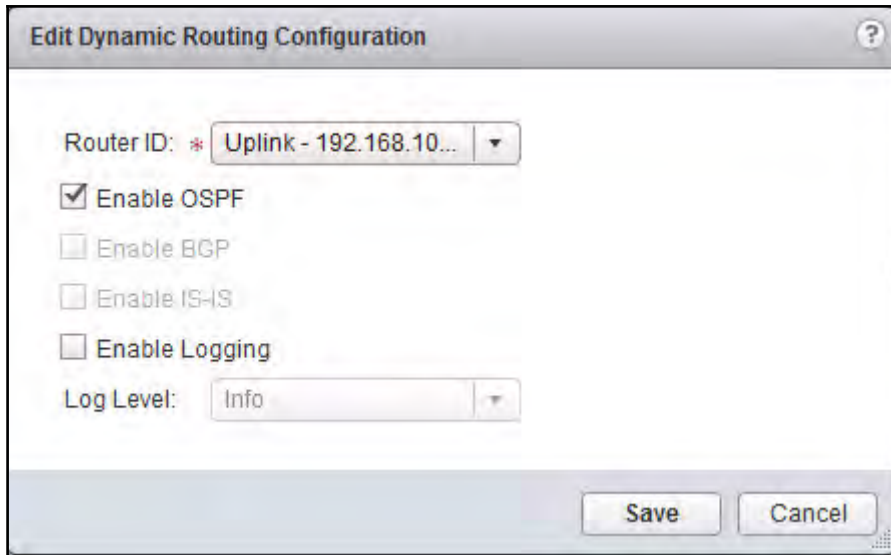 Edit Dynamic Routing Configuration ?
Router ID: * Uplink - 192.168.10...
Enable OSPF
Enable BGP
Enable IS-IS
Enable Logging
Log Level: Info
Save Cancel